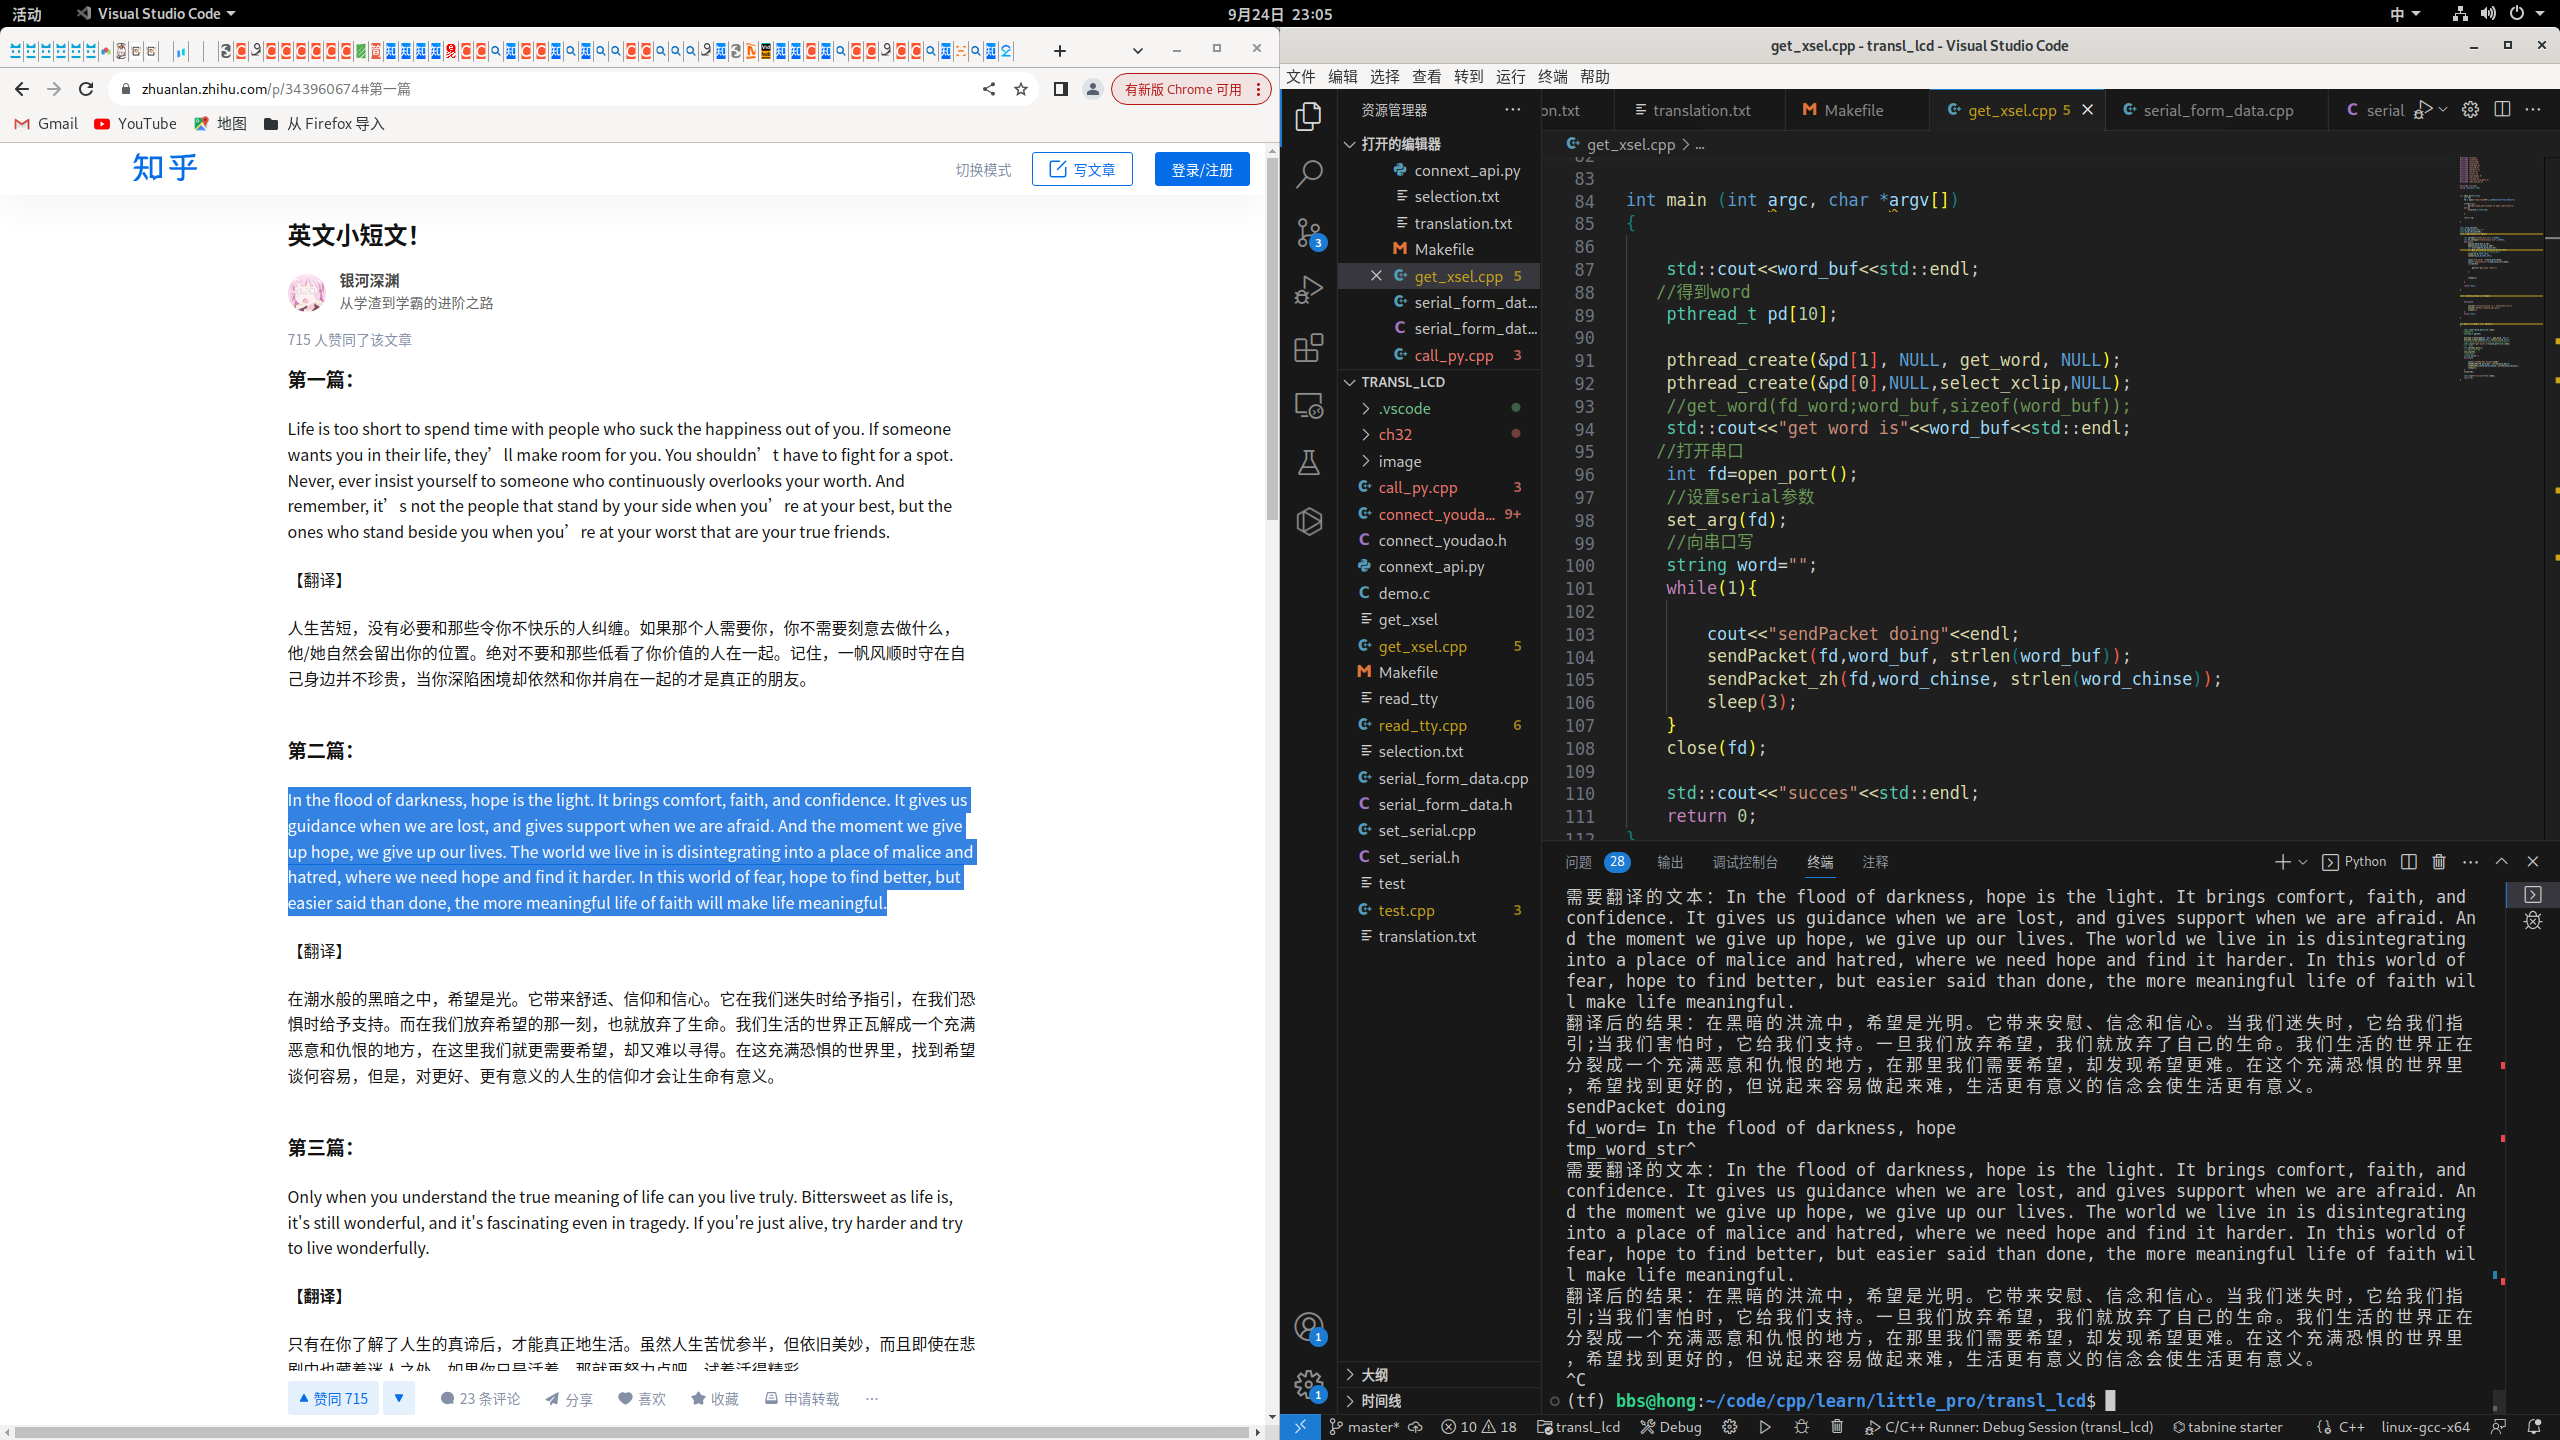 活动
Visual Studio Code
9月24日 23:05
中
zhuanlan.zhihu.com/p/343960674#第一篇
有新版 Chrome 可用
Gmail
YouTube
地图
从 Firefox 导入
知乎
切换模式
写文章
登录/注册
英文小短文！
银河深渊
从学渣到学霸的进阶之路
715 人赞同了该文章
第一篇：
Life is too short to spend time with people who suck the happiness out of you. If someone
wants you in their life, they’ll make room for you. You shouldn’t have to fight for a spot.
Never, ever insist yourself to someone who continuously overlooks your worth. And
remember, it’s not the people that stand by your side when you’re at your best, but the
ones who stand beside you when you’re at your worst that are your true friends.
【翻译】
人生苦短，没有必要和那些令你不快乐的人纠缠。如果那个人需要你，你不需要刻意去做什么，
他/她自然会留出你的位置。绝对不要和那些低看了你价值的人在一起。记住，一帆风顺时守在自
己身边并不珍贵，当你深陷困境却依然和你并肩在一起的才是真正的朋友。
第二篇：
In the flood of darkness, hope is the light. It brings comfort, faith, and confidence. It gives us
guidance when we are lost, and gives support when we are afraid. And the moment we give
up hope, we give up our lives. The world we live in is disintegrating into a place of malice and
hatred, where we need hope and find it harder. In this world of fear, hope to find better, but
easier said than done, the more meaningful life of faith will make life meaningful.
【翻译】
在潮水般的黑暗之中，希望是光。它带来舒适、信仰和信心。它在我们迷失时给予指引，在我们恐
惧时给予支持。而在我们放弃希望的那一刻，也就放弃了生命。我们生活的世界正瓦解成一个充满
恶意和仇恨的地方，在这里我们就更需要希望，却又难以寻得。在这充满恐惧的世界里，找到希望
谈何容易，但是，对更好、更有意义的人生的信仰才会让生命有意义。
第三篇：
Only when you understand the true meaning of life can you live truly. Bittersweet as life is,
it's still wonderful, and it's fascinating even in tragedy. If you're just alive, try harder and try
to live wonderfully.
【翻译】
只有在你了解了人生的真谛后，才能真正地生活。虽然人生苦忧参半，但依旧美妙，而且即使在悲
剧中也藏着迷人之处。如果你只是活着，那就再努力点吧，试着活得精彩。
赞同 715
23 条评论
分享
喜欢
收藏
申请转载
get_xsel.cpp - transl_lcd - Visual Studio Code
文件 编辑 选择 查看 转到 运行 终端 帮助
资源管理器
on.txt
translation.txt
Makefile
get_xsel.cpp 5
serial_form_data.cpp
serial
get_xsel.cpp > ...
打开的编辑器
connext_api.py
selection.txt
translation.txt
Makefile
get_xsel.cpp 5
serial_form_dat...
serial_form_dat...
call_py.cpp 3
TRANSL_LCD
.vscode
ch32
image
call_py.cpp 3
connect_youda... 9+
connect_youdao.h
connext_api.py
demo.c
get_xsel
get_xsel.cpp 5
Makefile
read_tty
read_tty.cpp 6
selection.txt
serial_form_data.cpp
serial_form_data.h
set_serial.cpp
set_serial.h
test
test.cpp 3
translation.txt
大纲
时间线
3
1
1
82
83
84 int main (int argc, char *argv[])
85 {
86
87 std::cout<<word_buf<<std::endl;
88 //得到word
89 pthread_t pd[10];
90
91 pthread_create(&pd[1], NULL, get_word, NULL);
92 pthread_create(&pd[0],NULL,select_xclip,NULL);
93 //get_word(fd_word;word_buf,sizeof(word_buf));
94 std::cout<<"get word is"<<word_buf<<std::endl;
95 //打开串口
96 int fd=open_port();
97 //设置serial参数
98 set_arg(fd);
99 //向串口写
100 string word="";
101 while(1){
102
103 cout<<"sendPacket doing"<<endl;
104 sendPacket(fd,word_buf, strlen(word_buf));
105 sendPacket_zh(fd,word_chinse, strlen(word_chinse));
106 sleep(3);
107 }
108 close(fd);
109
110 std::cout<<"succes"<<std::endl;
111 return 0;
112 }
问题 28 输出 调试控制台 终端 注释
Python
需要翻译的文本：In the flood of darkness, hope is the light. It brings comfort, faith, and
confidence. It gives us guidance when we are lost, and gives support when we are afraid. An
d the moment we give up hope, we give up our lives. The world we live in is disintegrating
into a place of malice and hatred, where we need hope and find it harder. In this world of
fear, hope to find better, but easier said than done, the more meaningful life of faith wil
l make life meaningful.
翻译后的结果：在黑暗的洪流中，希望是光明。它带来安慰、信念和信心。当我们迷失时，它给我们指
引;当我们害怕时，它给我们支持。一旦我们放弃希望，我们就放弃了自己的生命。我们生活的世界正在
分裂成一个充满恶意和仇恨的地方，在那里我们需要希望，却发现希望更难。在这个充满恐惧的世界里
，希望找到更好的，但说起来容易做起来难，生活更有意义的信念会使生活更有意义。
sendPacket doing
fd_word= In the flood of darkness, hope
tmp_word_str^
需要翻译的文本：In the flood of darkness, hope is the light. It brings comfort, faith, and
confidence. It gives us guidance when we are lost, and gives support when we are afraid. An
d the moment we give up hope, we give up our lives. The world we live in is disintegrating
into a place of malice and hatred, where we need hope and find it harder. In this world of
fear, hope to find better, but easier said than done, the more meaningful life of faith wil
l make life meaningful.
翻译后的结果：在黑暗的洪流中，希望是光明。它带来安慰、信念和信心。当我们迷失时，它给我们指
引;当我们害怕时，它给我们支持。一旦我们放弃希望，我们就放弃了自己的生命。我们生活的世界正在
分裂成一个充满恶意和仇恨的地方，在那里我们需要希望，却发现希望更难。在这个充满恐惧的世界里
，希望找到更好的，但说起来容易做起来难，生活更有意义的信念会使生活更有意义。
^C
(tf) bbs@hong:~/code/cpp/learn/little_pro/transl_lcd$
master* 10 18 transl_lcd Debug C/C++ Runner: Debug Session (transl_lcd) tabnine starter C++ linux-gcc-x64